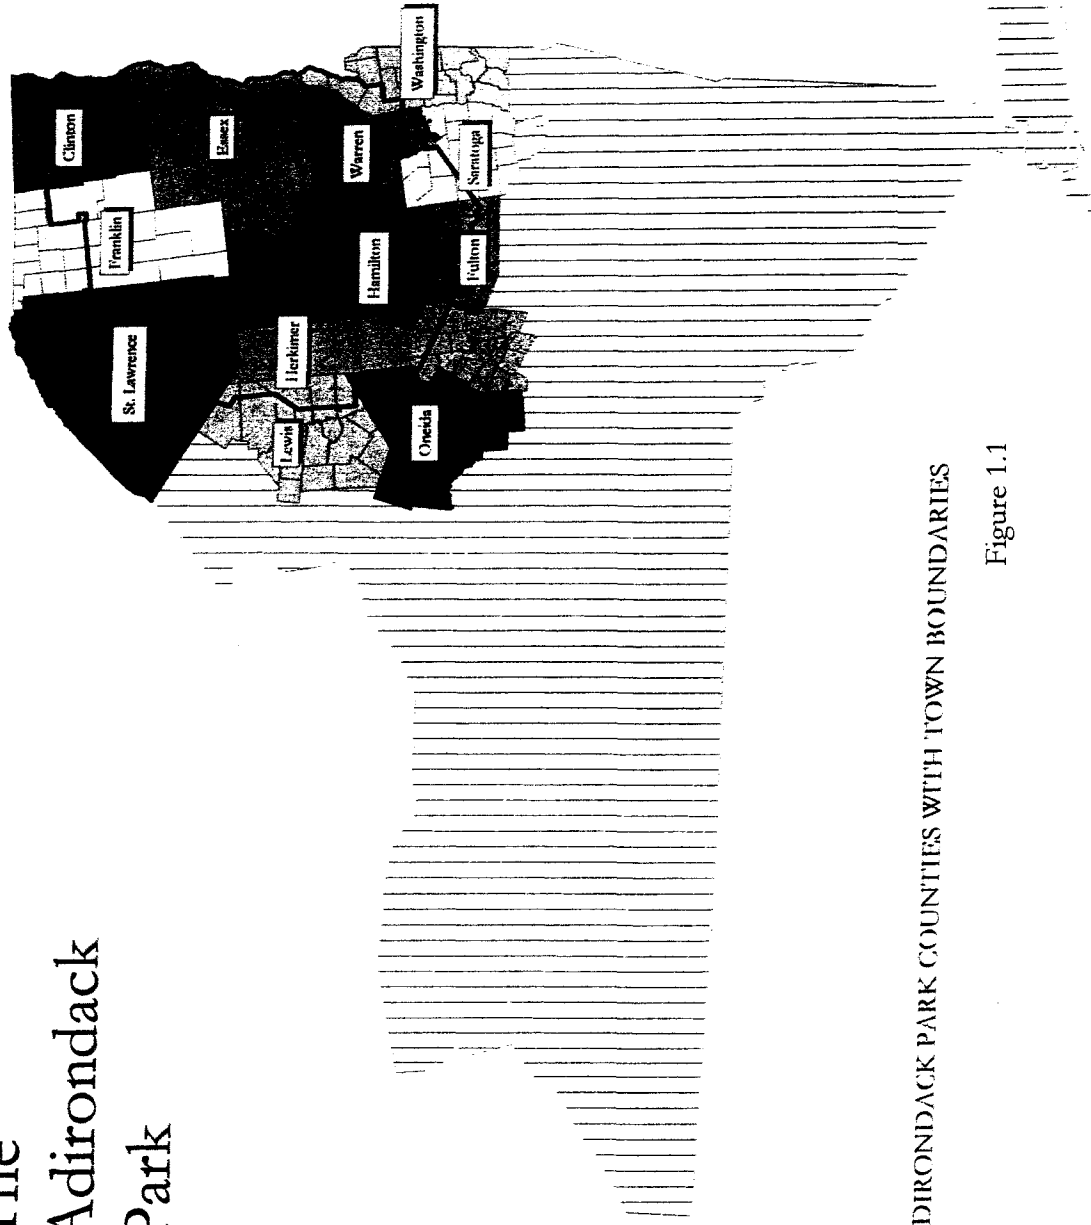 The
Adirondack
Park
Clinton
Franklin
St. Lawrence
Essex
Herkimer
Lewis
Warren
Hamilton
Washington
Oneida
Saratoga
Fulton
DIRONDACK PARK COUNTIES WITH TOWN BOUNDARIES
Figure 1.1